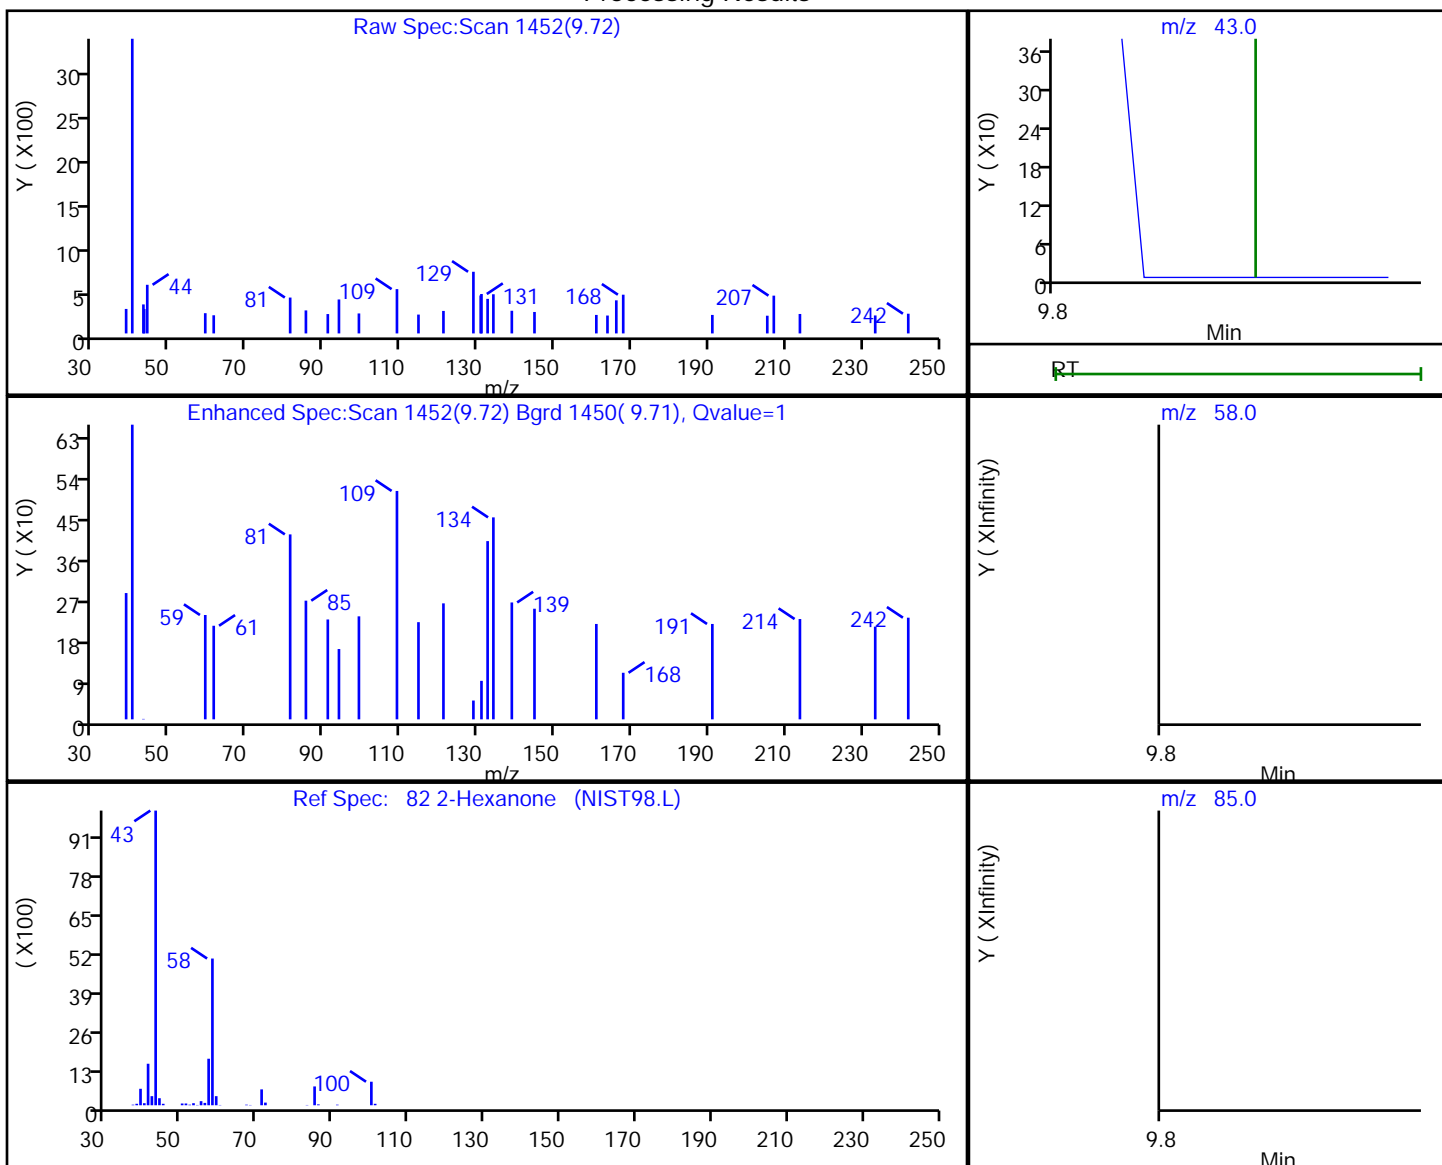 Processing Results
Raw Spec:Scan 1452(9.72)
Y ( X100)
30
25
20
15
10
5
0
44
81
109
129
131
168
207
242
30 50 70 90 110 130 150 170 190 210 230 250
m/z
m/z 43.0
Y ( X10)
36
30
24
18
12
6
0
9.8
Min
RT
Enhanced Spec:Scan 1452(9.72) Bgrd 1450( 9.71), Qvalue=1
Y ( X10)
63
54
45
36
27
18
9
0
59
61
81
85
109
134
139
168
191
214
242
30 50 70 90 110 130 150 170 190 210 230 250
m/z
m/z 58.0
Y ( XInfinity)
9.8
Min
Ref Spec: 82 2-Hexanone (NIST98.L)
( X100)
91
78
65
52
39
26
13
0
43
58
100
30 50 70 90 110 130 150 170 190 210 230 250
m/z 85.0
Y ( XInfinity)
9.8
Min